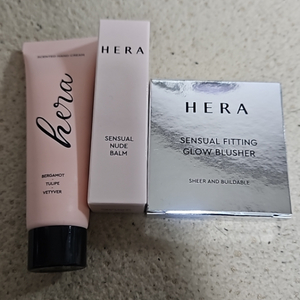 hera
BERGAMOT
TULIPE
VETYVER
HERA
SENSUAL
NUDE
BALM
HERA
SENSUAL FITTING
GLOW BLUSHER
SHEER AND BUILDABLE